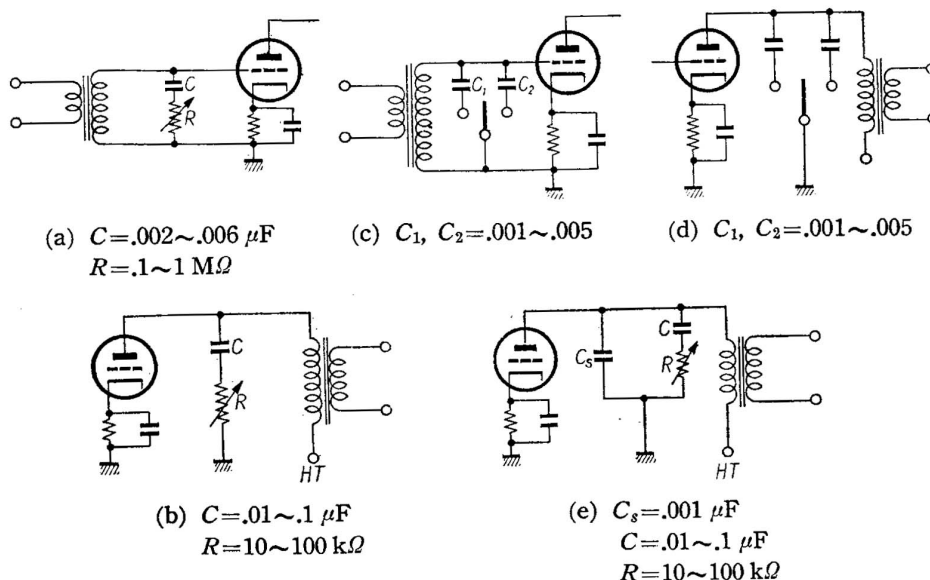 C
R
C₁
C₂
(a) C=.002~.006 μF
R=.1~1 MΩ
(c) C₁, C₂=.001~.005
(d) C₁, C₂=.001~.005
C
R
HT
Cs
C
R
HT
(b) C=.01~.1 μF
R=10~100 kΩ
(e) Cₛ=.001 μF
C=.01~.1 μF
R=10~100 kΩ